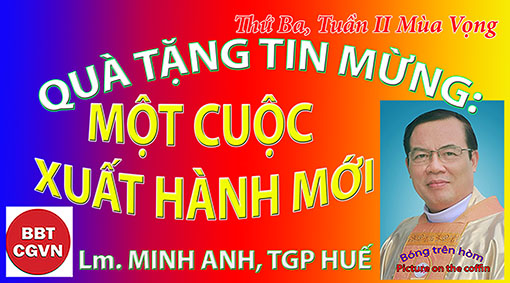 Thứ Ba, Tuần II Mùa Vọng
QUÀ TẶNG TIN MỪNG:
MỘT CUỘC
XUẤT HÀNH MỚI
BBT
CGVN
Lm. MINH ANH, TGP HUẾ
Bóng trên hòm
Picture on the coffin